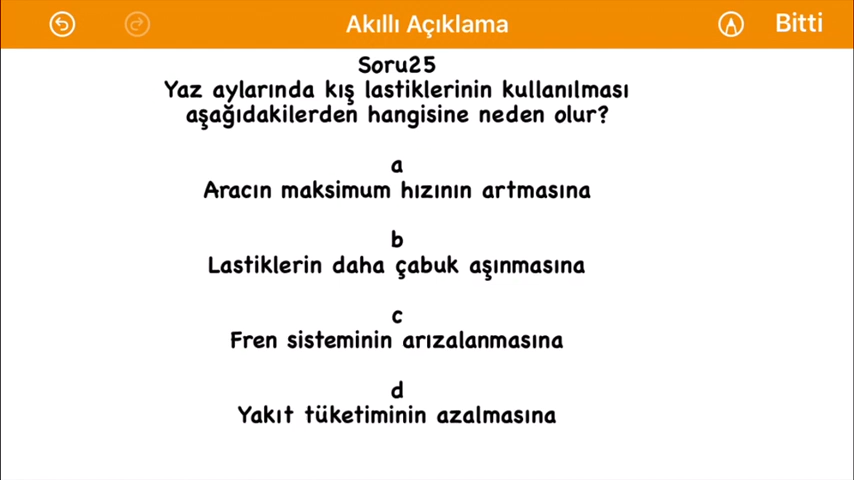 Akıllı Açıklama
Bitti
Soru25
Yaz aylarında kış lastiklerinin kullanılması
aşağıdakilerden hangisine neden olur?
a
Aracın maksimum hızının artmasına
b
Lastiklerin daha çabuk aşınmasına
c
Fren sisteminin arızalanmasına
d
Yakıt tüketiminin azalmasına